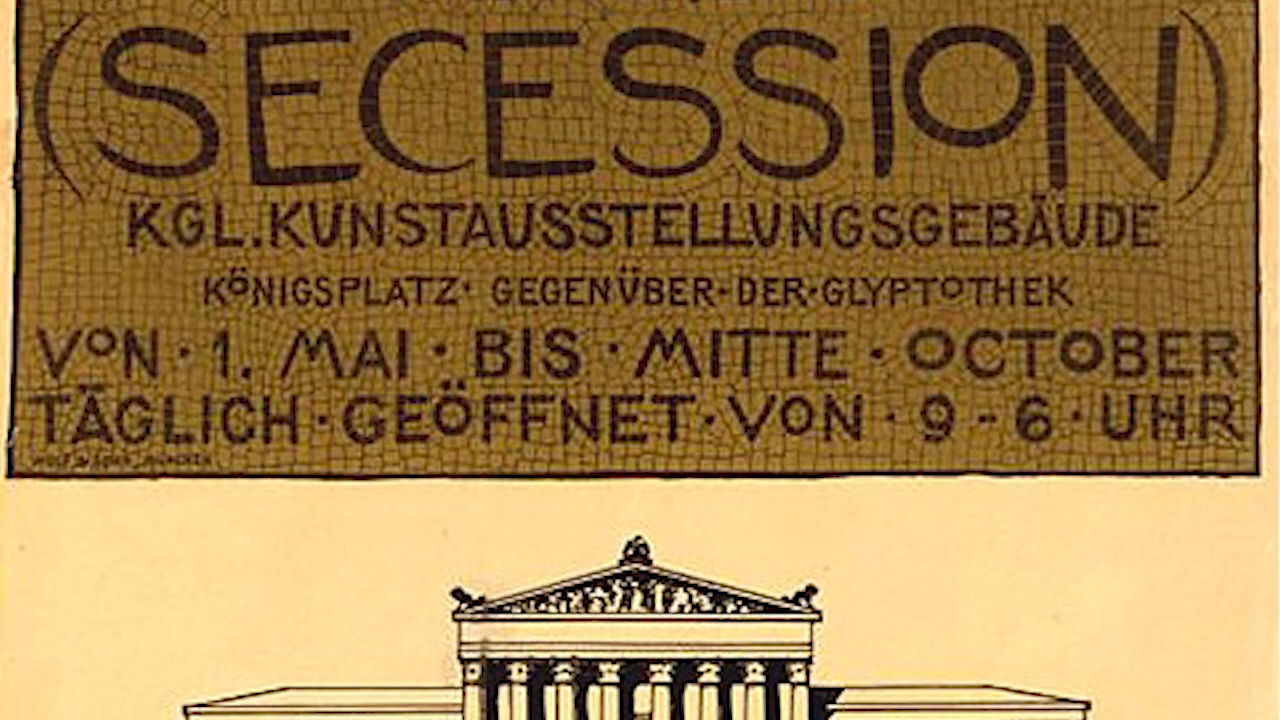 (SECESSION)
KGL. KUNSTAUSSTELLUNGSGEBÄUDE
KÖNIGSPLATZ· GEGENÜBER·DER·GLYPTOTHEK
VON · 1. MAI · BIS · MITTE · OCTOBER
TÄGLICH · GEÖFFNET · VON · 9 - 6 · UHR